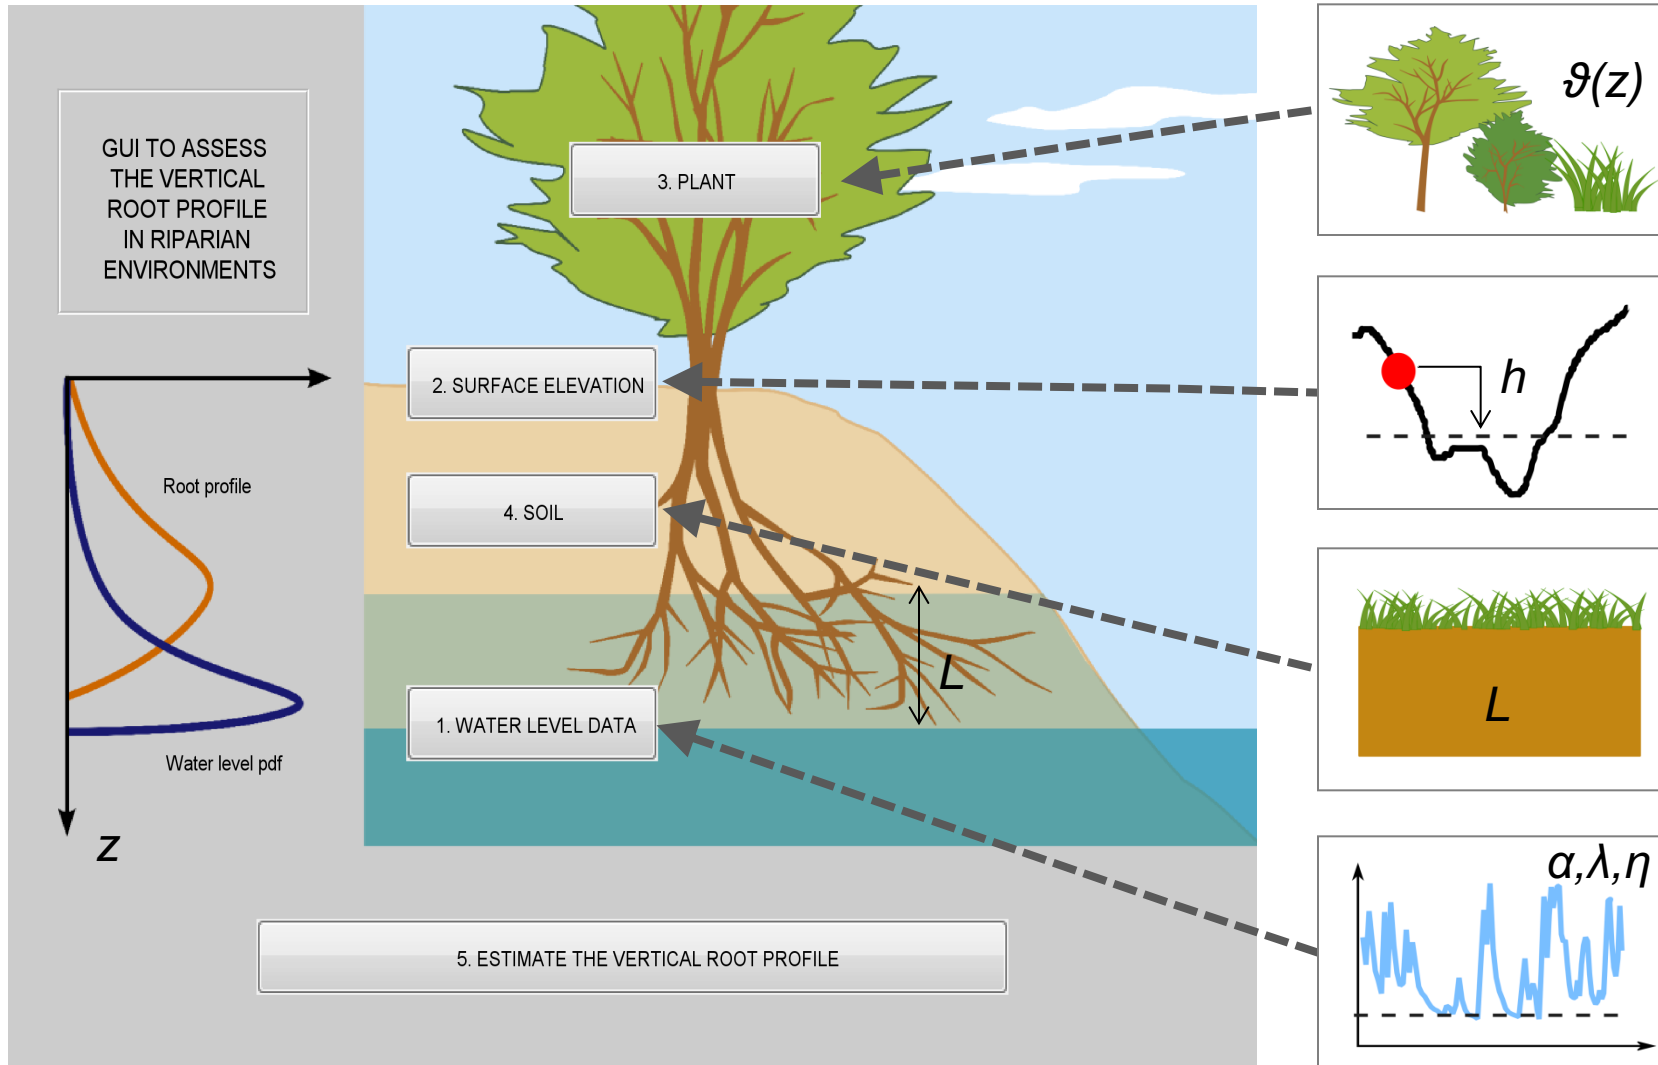 GUI TO ASSESS
THE VERTICAL
ROOT PROFILE
IN RIPARIAN
ENVIRONMENTS
3. PLANT
ϑ(z)
2. SURFACE ELEVATION
h
Root profile
4. SOIL
L
L
1. WATER LEVEL DATA
Water level pdf
z
α,λ,η
5. ESTIMATE THE VERTICAL ROOT PROFILE